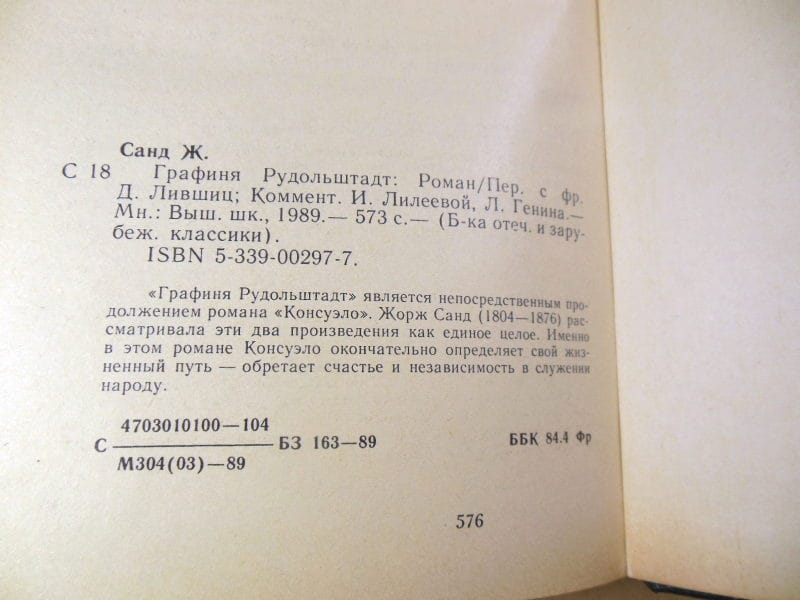 Санд Ж.
С 18 Графиня Рудольштадт: Роман/Пер. с фр.
Д. Лившиц; Коммент. И. Лилеевой, Л. Генина.—
Мн.: Выш. шк., 1989.— 573 с.— (Б-ка отеч. и зару-
беж. классики).
ISBN 5-339-00297-7.
«Графиня Рудольштадт» является непосредственным про-
должением романа «Консуэло». Жорж Санд (1804—1876) рас-
сматривала эти два произведения как единое целое. Именно
в этом романе Консуэло окончательно определяет свой жиз-
ненный путь — обретает счастье и независимость в служении
народу.
4703010100—104
С ———— БЗ 163—89 ББК 84.4 Фр
М304(03)—89
576